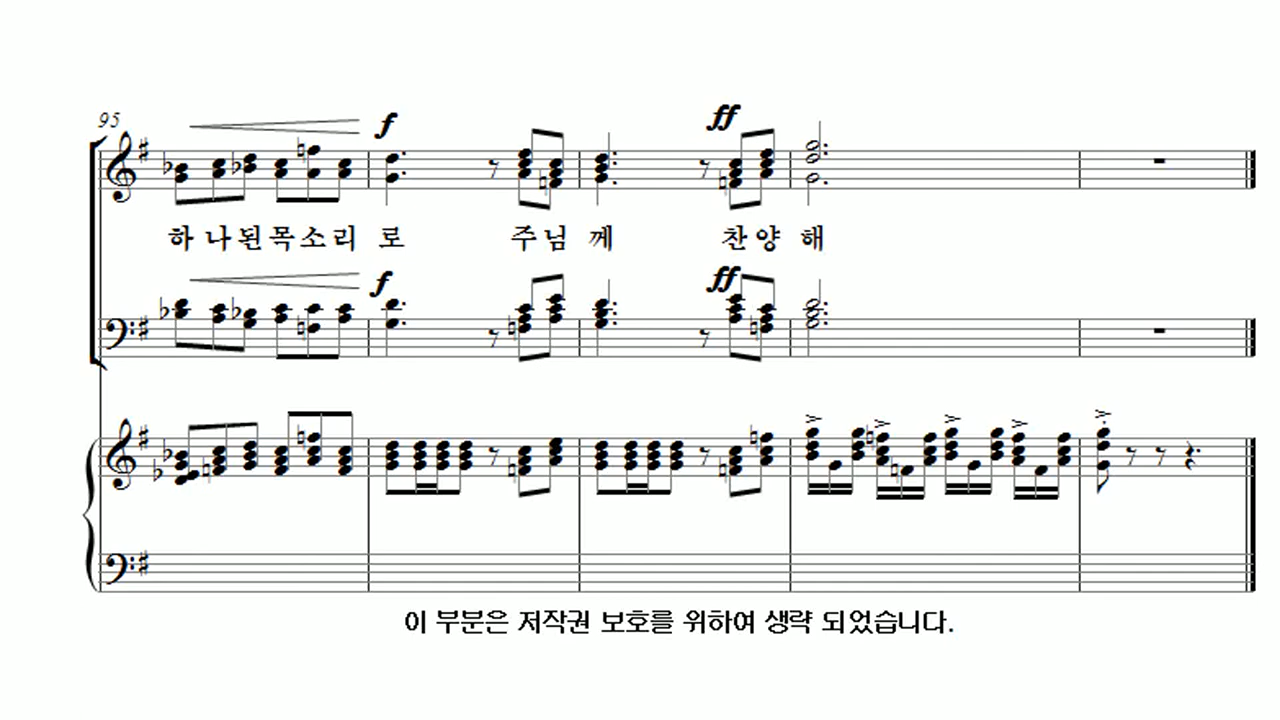 95
f
ff
하 나 된 목 소 리 로 주 님 께 찬 양 해
f
ff
이 부분은 저작권 보호를 위하여 생략 되었습니다.